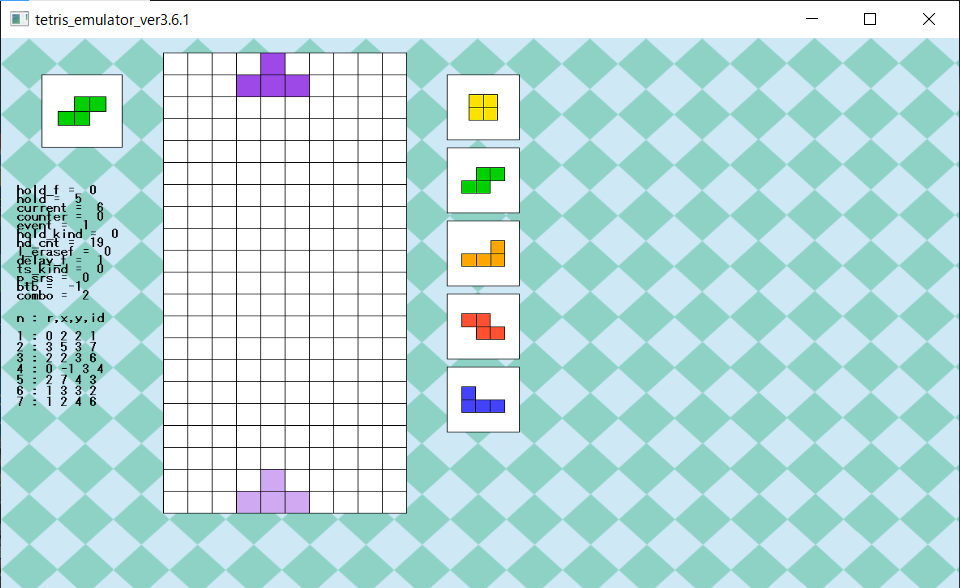 tetris_emulator_ver3.6.1
hold_f = 0
hold = 5
current = 6
counter = 0
event = 1
hold_kind = 0
hd_cnt = 19
l_erasef = 0
delay_f = 1
ts_kind = 0
p_srs = 0
btb = -1
combo = 2
n : r,x,y,id
1 : 0 2 2 1
2 : 3 5 3 7
3 : 2 2 3 6
4 : 0 -1 3 4
5 : 2 7 4 3
6 : 1 3 3 2
7 : 1 2 4 6